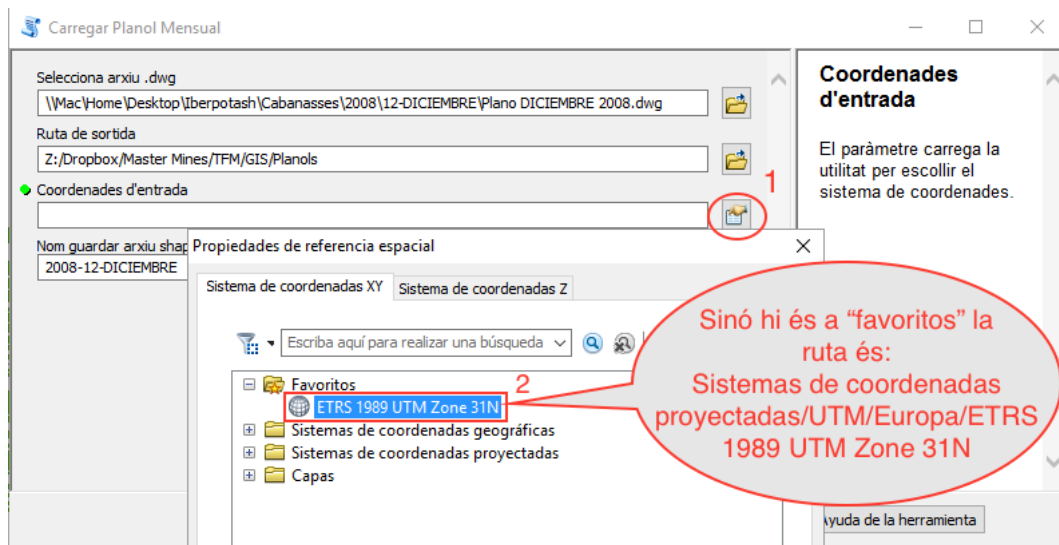 Carregar Planol Mensual
Selecciona arxiu .dwg
\\Mac\Home\Desktop\Iberpotash\Cabanasses\2008\12-DICIEMBRE\Plano DICIEMBRE 2008.dwg
Ruta de sortida
Z:/Dropbox/Master Mines/TFM/GIS/Planols
Coordenades d'entrada
1
Nom guardar arxiu shap
2008-12-DICIEMBRE
Propiedades de referencia espacial
Sistema de coordenadas XY
Sistema de coordenadas Z
Escriba aquí para realizar una búsqueda
Favoritos
2
ETRS 1989 UTM Zone 31N
Sistemas de coordenadas geográficas
Sistemas de coordenadas proyectadas
Capas
Sinó hi és a “favoritos” la
ruta és:
Sistemas de coordenadas
proyectadas/UTM/Europa/ETRS
1989 UTM Zone 31N
Coordenades
d'entrada
El paràmetre carrega la
utilitat per escollir el
sistema de coordenades.
Ayuda de la herramienta